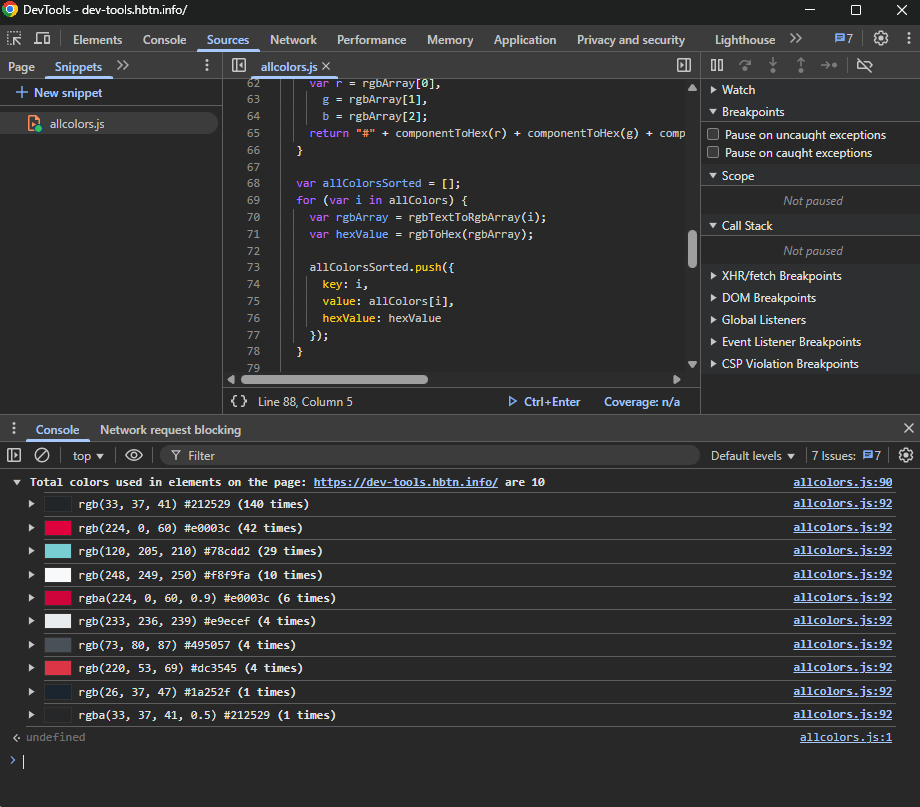 DevTools - dev-tools.hbtn.info/
Elements Console Sources Network Performance Memory Application Privacy and security Lighthouse 7
Page Snippets
allcolors.js
New snippet
allcolors.js
62 var r = rgbArray[0],
63 g = rgbArray[1],
64 b = rgbArray[2];
65 return "#" + componentToHex(r) + componentToHex(g) + comp
66 }
67
68 var allColorsSorted = [];
69 for (var i in allColors) {
70 var rgbArray = rgbTextToRgbArray(i);
71 var hexValue = rgbToHex(rgbArray);
72
73 allColorsSorted.push({
74 key: i,
75 value: allColors[i],
76 hexValue: hexValue
77 });
78 }
79
{} Line 88, Column 5 Ctrl+Enter Coverage: n/a
Watch
Breakpoints
Pause on uncaught exceptions
Pause on caught exceptions
Scope
Not paused
Call Stack
Not paused
XHR/fetch Breakpoints
DOM Breakpoints
Global Listeners
Event Listener Breakpoints
CSP Violation Breakpoints
Console Network request blocking
top Filter Default levels 7 Issues: 7
Total colors used in elements on the page: https://dev-tools.hbtn.info/ are 10 allcolors.js:90
rgb(33, 37, 41) #212529 (140 times) allcolors.js:92
rgb(224, 0, 60) #e0003c (42 times) allcolors.js:92
rgb(120, 205, 210) #78cdd2 (29 times) allcolors.js:92
rgb(248, 249, 250) #f8f9fa (10 times) allcolors.js:92
rgba(224, 0, 60, 0.9) #e0003c (6 times) allcolors.js:92
rgb(233, 236, 239) #e9ecef (4 times) allcolors.js:92
rgb(73, 80, 87) #495057 (4 times) allcolors.js:92
rgb(220, 53, 69) #dc3545 (4 times) allcolors.js:92
rgb(26, 37, 47) #1a252f (1 times) allcolors.js:92
rgba(33, 37, 41, 0.5) #212529 (1 times) allcolors.js:92
undefined allcolors.js:1